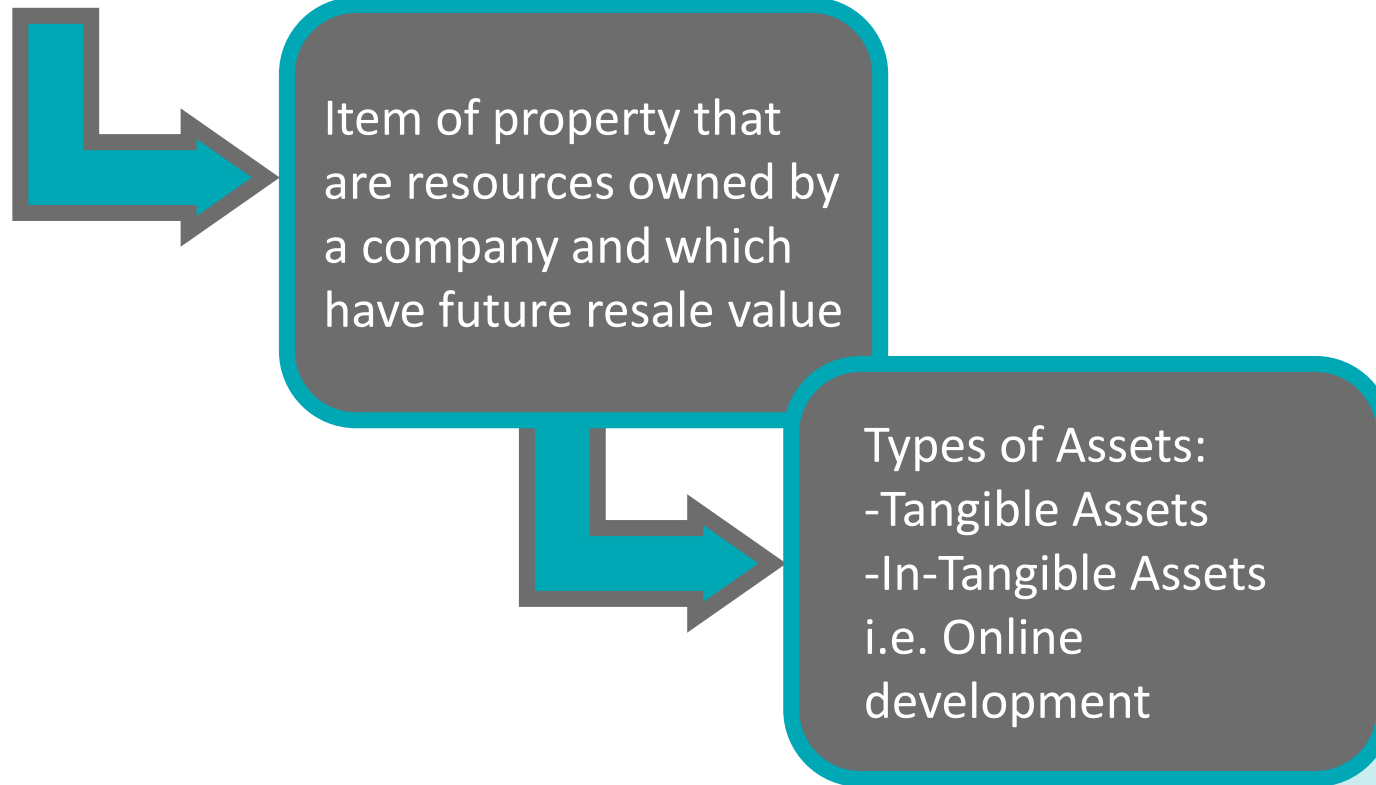 Item of property that
are resources owned by
a company and which
have future resale value
Types of Assets:
-Tangible Assets
-In-Tangible Assets
i.e. Online
development